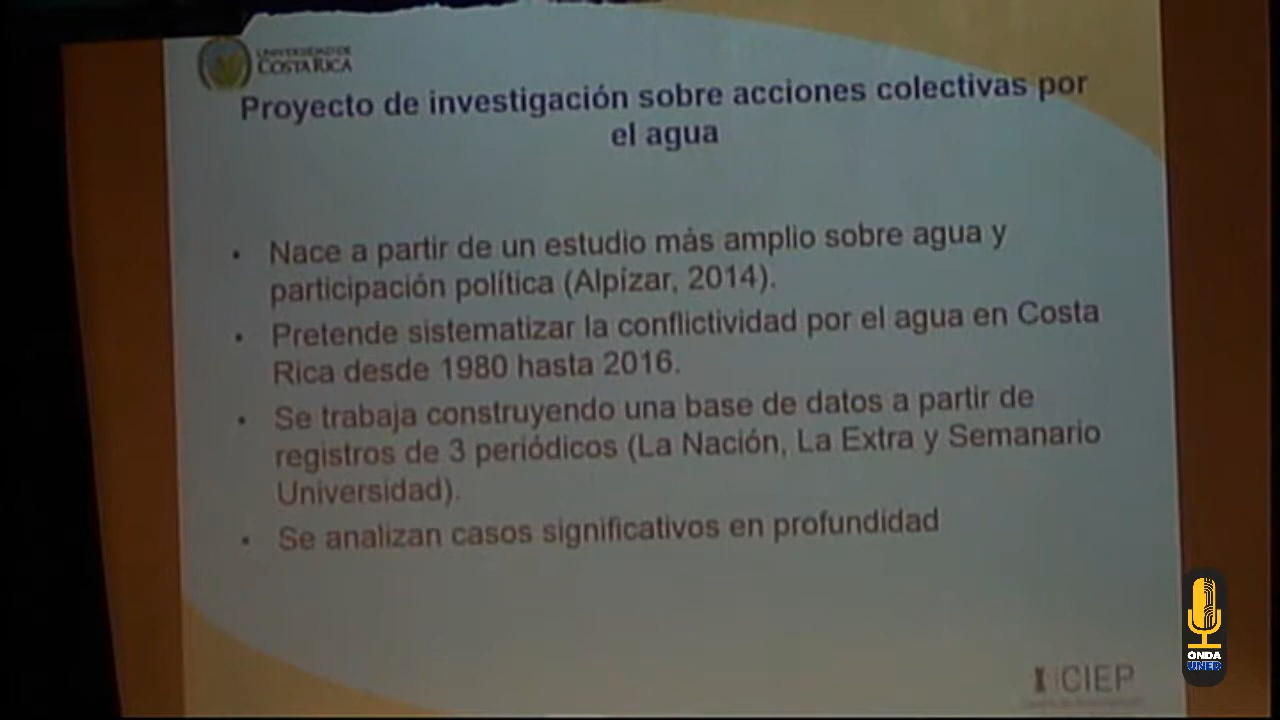 UNIVERSIDAD DE
COSTA RICA
Proyecto de investigación sobre acciones colectivas por
el agua
• Nace a partir de un estudio más amplio sobre agua y
participación política (Alpízar, 2014).
• Pretende sistematizar la conflictividad por el agua en Costa
Rica desde 1980 hasta 2016.
• Se trabaja construyendo una base de datos a partir de
registros de 3 periódicos (La Nación, La Extra y Semanario
Universidad).
• Se analizan casos significativos en profundidad
CIEP
ONDA
UNED